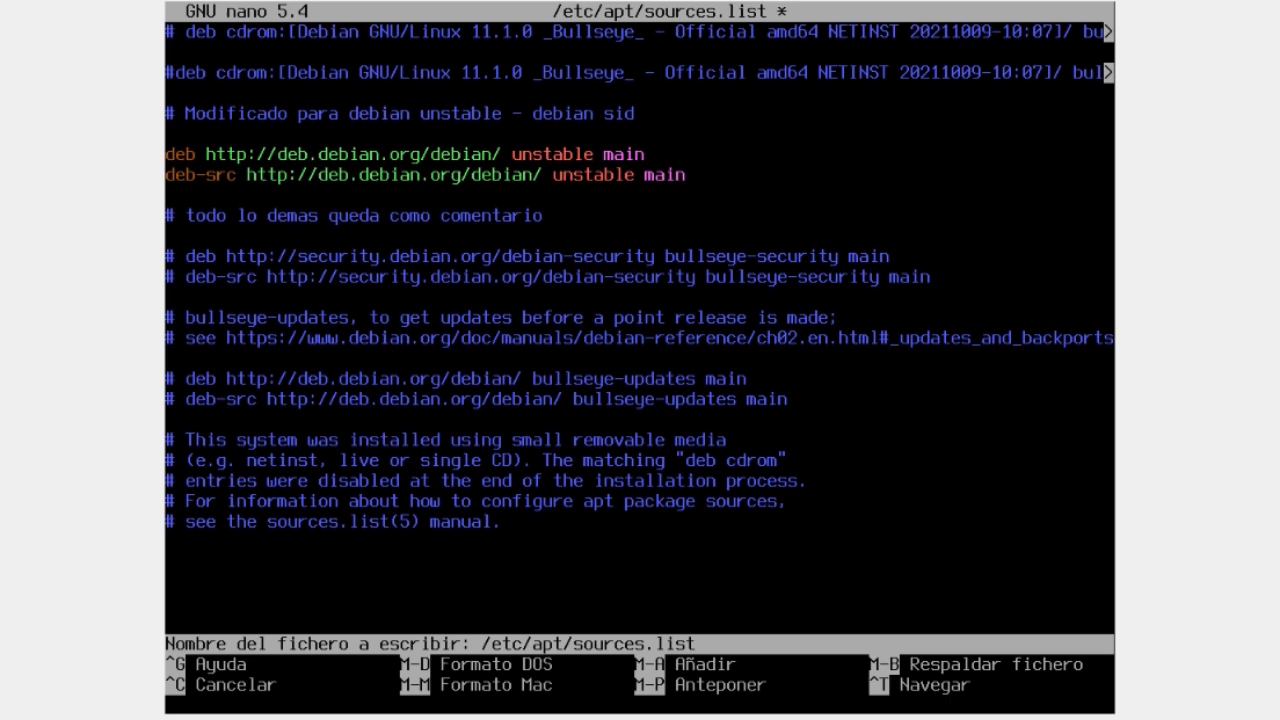 GNU nano 5.4 /etc/apt/sources.list *
# deb cdrom:[Debian GNU/Linux 11.1.0 _Bullseye_ - Official amd64 NETINST 20211009-10:07]/ bu>
#deb cdrom:[Debian GNU/Linux 11.1.0 _Bullseye_ - Official amd64 NETINST 20211009-10:07]/ bul>
# Modificado para debian unstable - debian sid
deb http://deb.debian.org/debian/ unstable main
deb-src http://deb.debian.org/debian/ unstable main
# todo lo demas queda como comentario
# deb http://security.debian.org/debian-security bullseye-security main
# deb-src http://security.debian.org/debian-security bullseye-security main
# bullseye-updates, to get updates before a point release is made;
# see https://www.debian.org/doc/manuals/debian-reference/ch02.en.html#_updates_and_backports
# deb http://deb.debian.org/debian/ bullseye-updates main
# deb-src http://deb.debian.org/debian/ bullseye-updates main
# This system was installed using small removable media
# (e.g. netinst, live or single CD). The matching "deb cdrom"
# entries were disabled at the end of the installation process.
# For information about how to configure apt package sources,
# see the sources.list(5) manual.
Nombre del fichero a escribir: /etc/apt/sources.list
^G Ayuda M-D Formato DOS M-A Añadir M-B Respaldar fichero
^C Cancelar M-M Formato Mac M-P Anteponer ^T Navegar